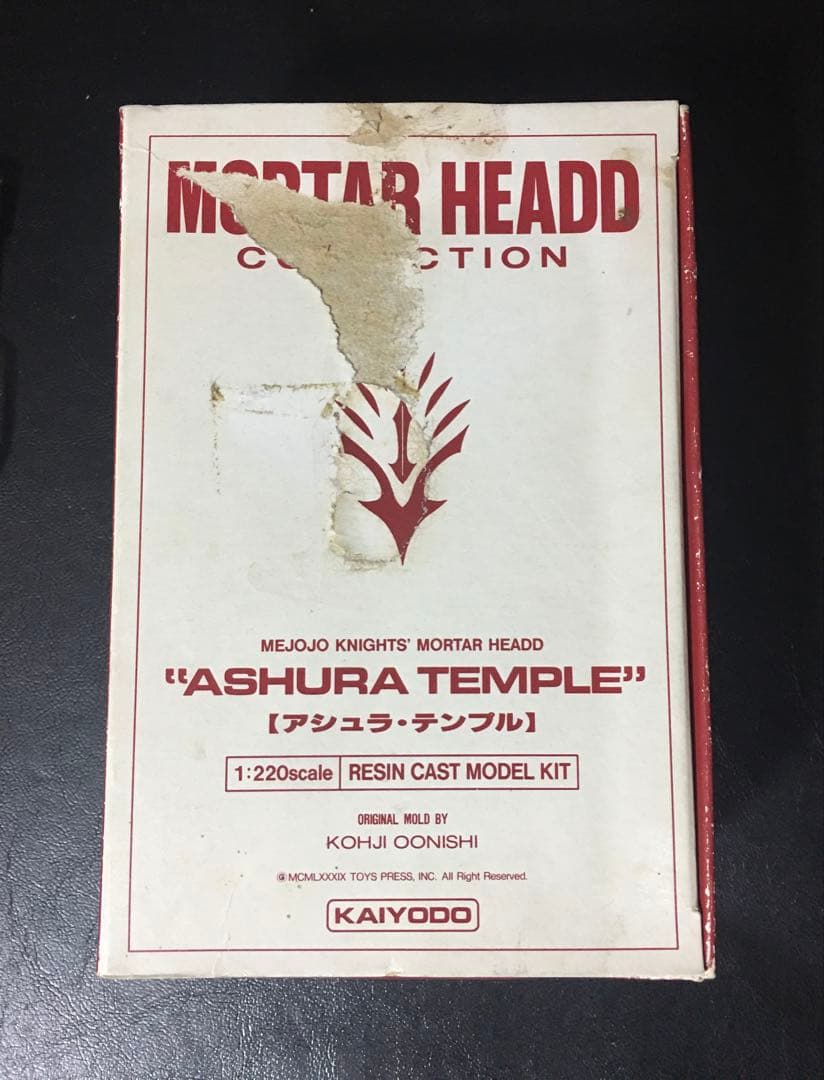 MORTAR HEADD
COLLECTION
MEJOJO KNIGHTS' MORTAR HEADD
“ASHURA TEMPLE”
【アシュラ・テンプル】
1:220scale RESIN CAST MODEL KIT
ORIGINAL MOLD BY
KOHJI OONISHI
© MCMLXXXIX TOYS PRESS, INC. All Right Reserved.
KAIYODO